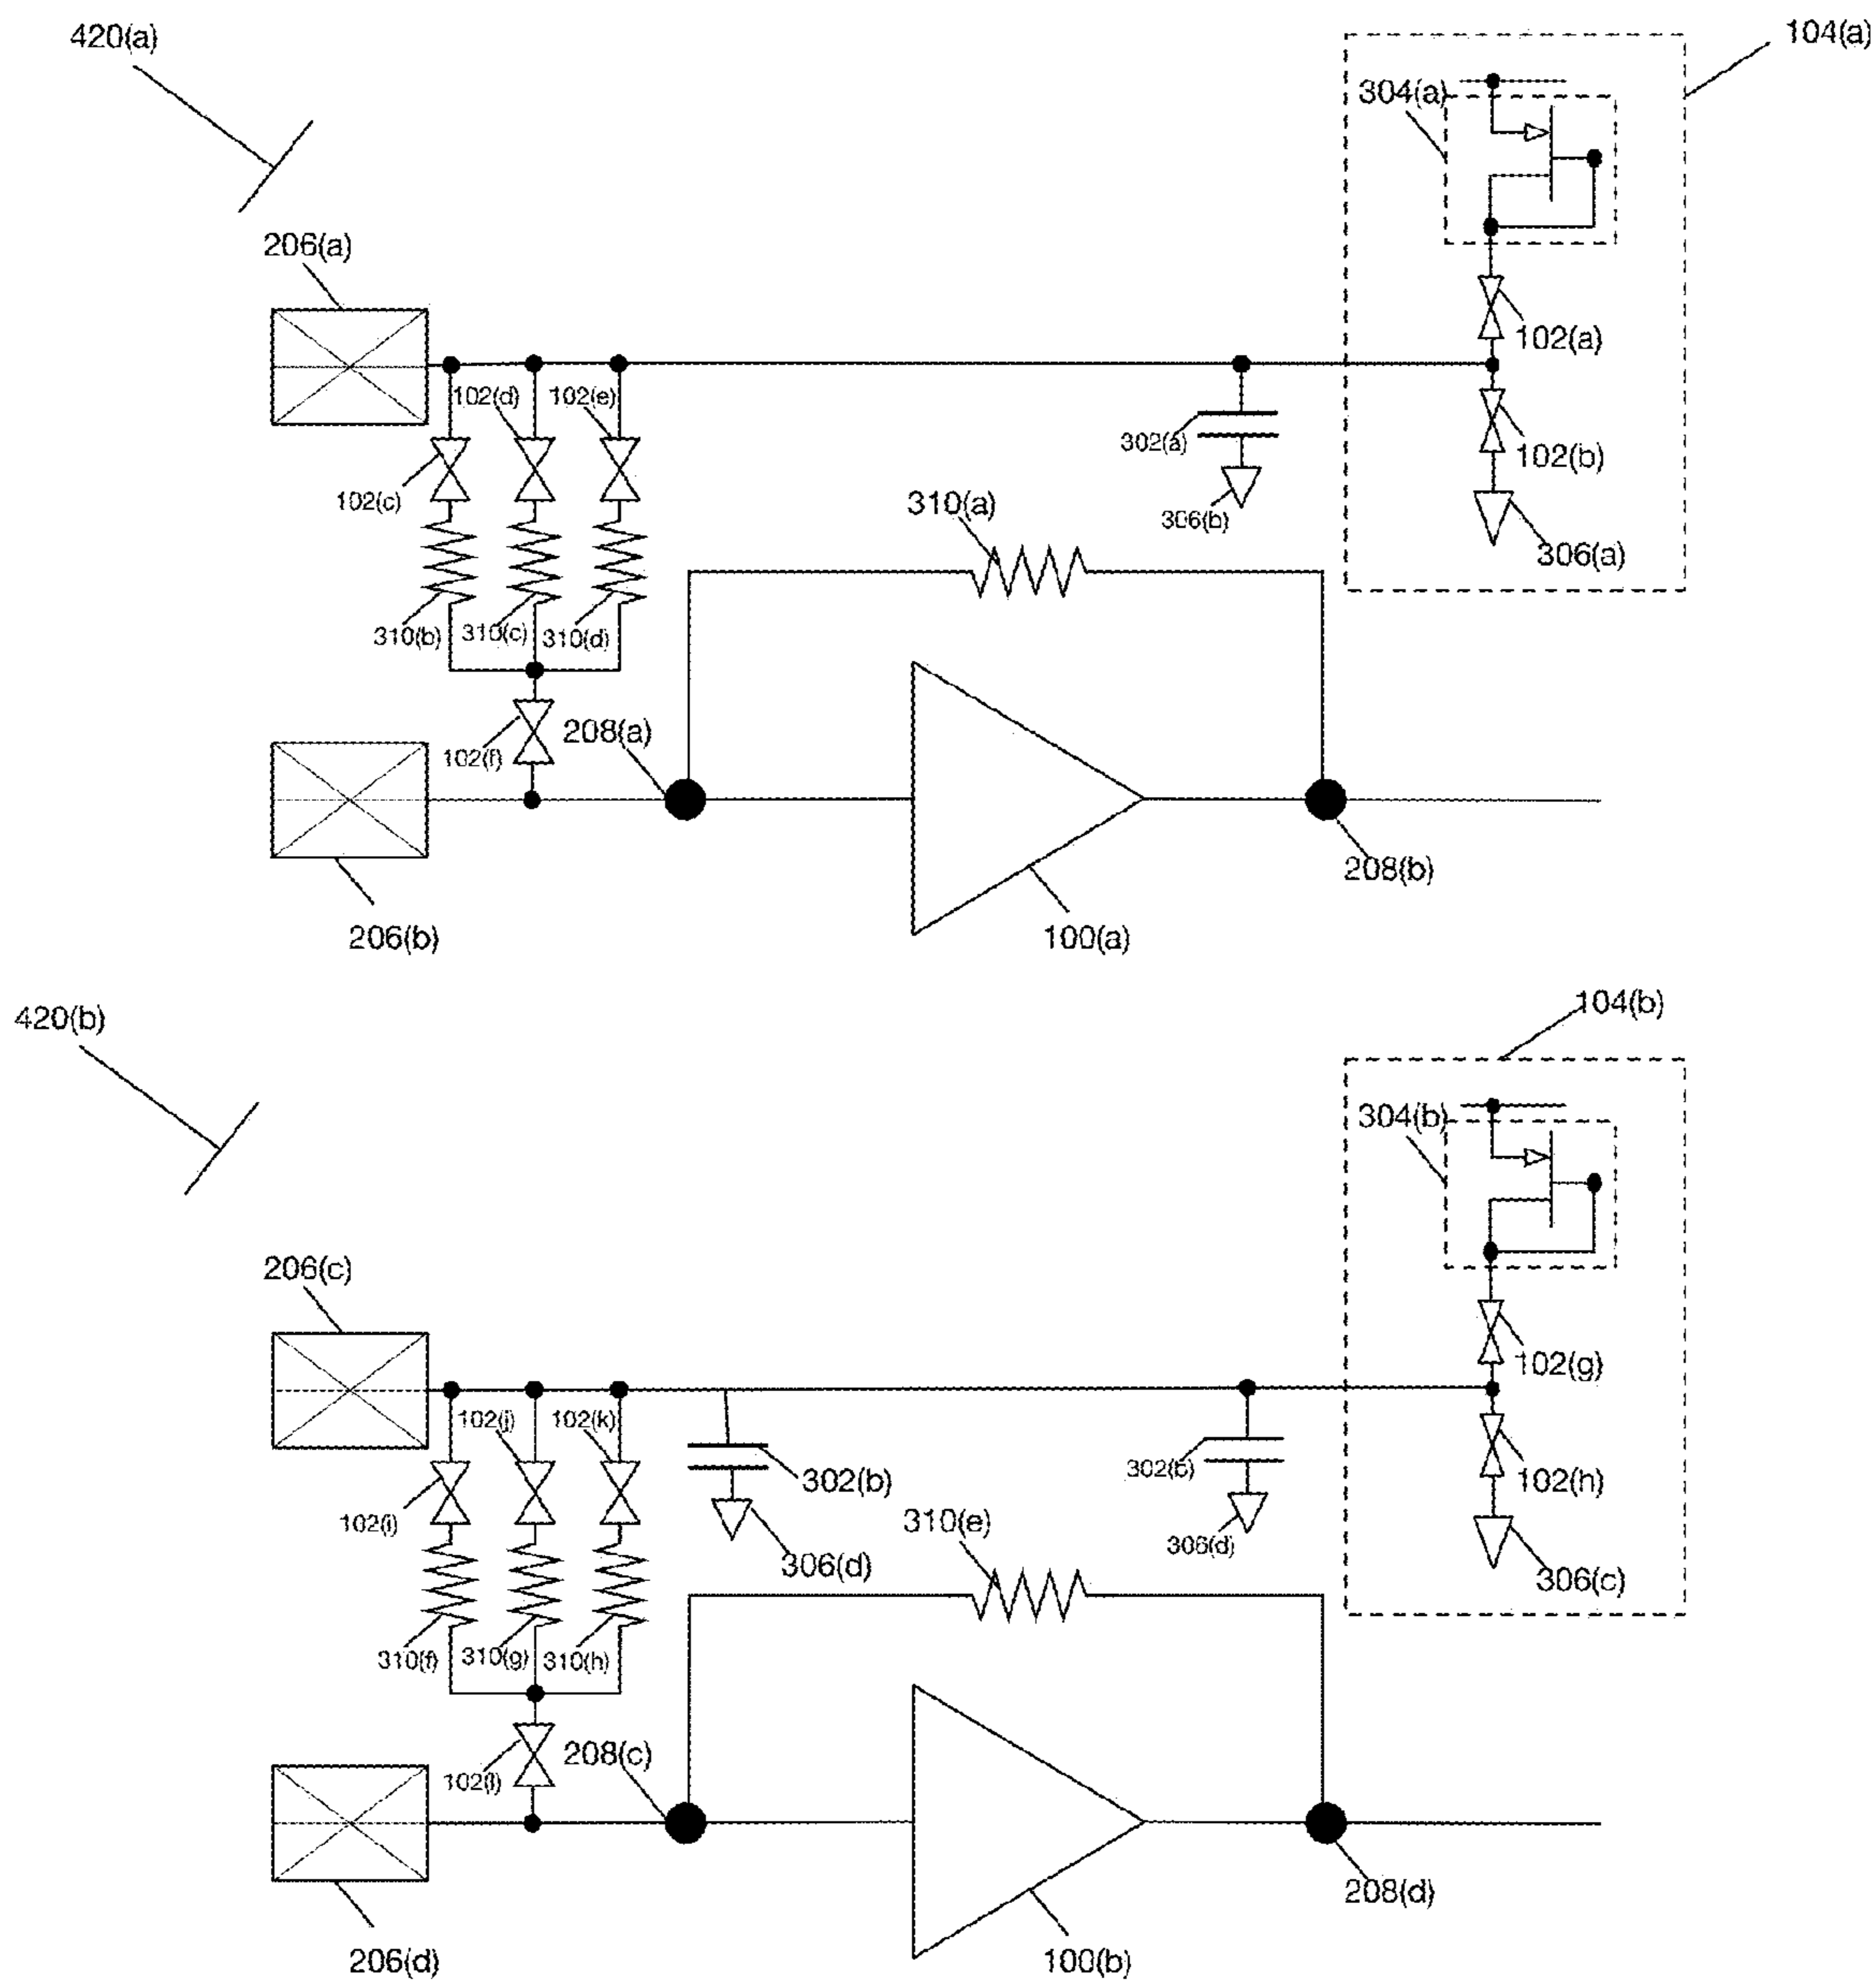 420(a)
104(a)
304(a)
206(a)
102(a)
102(d)
102(e)
302(a)
102(b)
102(c)
310(a)
306(b)
306(a)
310(b)
310(c)
310(d)
208(a)
102(f)
208(b)
206(b)
100(a)
104(b)
420(b)
304(b)
206(c)
102(g)
102(j)
102(k)
302(b)
302(b)
102(h)
102(i)
310(e)
306(d)
306(d)
306(c)
310(f)
310(g)
310(h)
208(c)
102(l)
208(d)
206(d)
100(b)